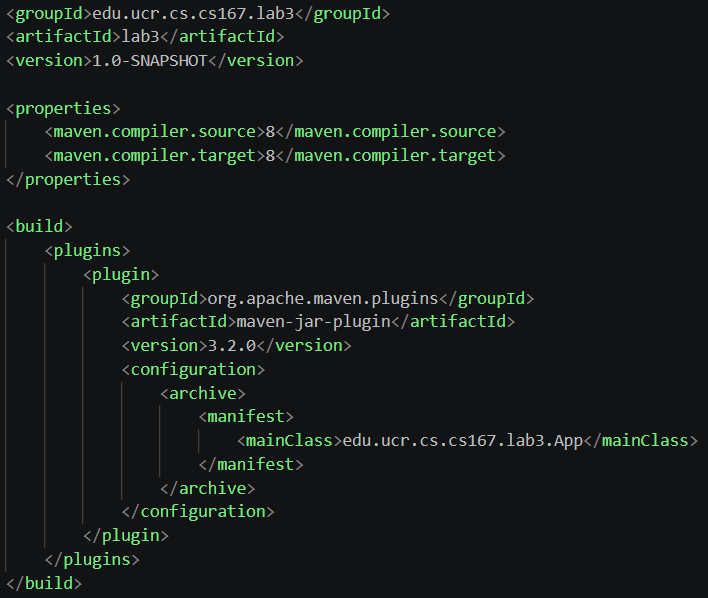 <groupId>edu.ucr.cs.cs167.lab3</groupId>
<artifactId>lab3</artifactId>
<version>1.0-SNAPSHOT</version>

<properties>
    <maven.compiler.source>8</maven.compiler.source>
    <maven.compiler.target>8</maven.compiler.target>
</properties>

<build>
    <plugins>
        <plugin>
            <groupId>org.apache.maven.plugins</groupId>
            <artifactId>maven-jar-plugin</artifactId>
            <version>3.2.0</version>
            <configuration>
                <archive>
                    <manifest>
                        <mainClass>edu.ucr.cs.cs167.lab3.App</mainClass>
                    </manifest>
                </archive>
            </configuration>
        </plugin>
    </plugins>
</build>